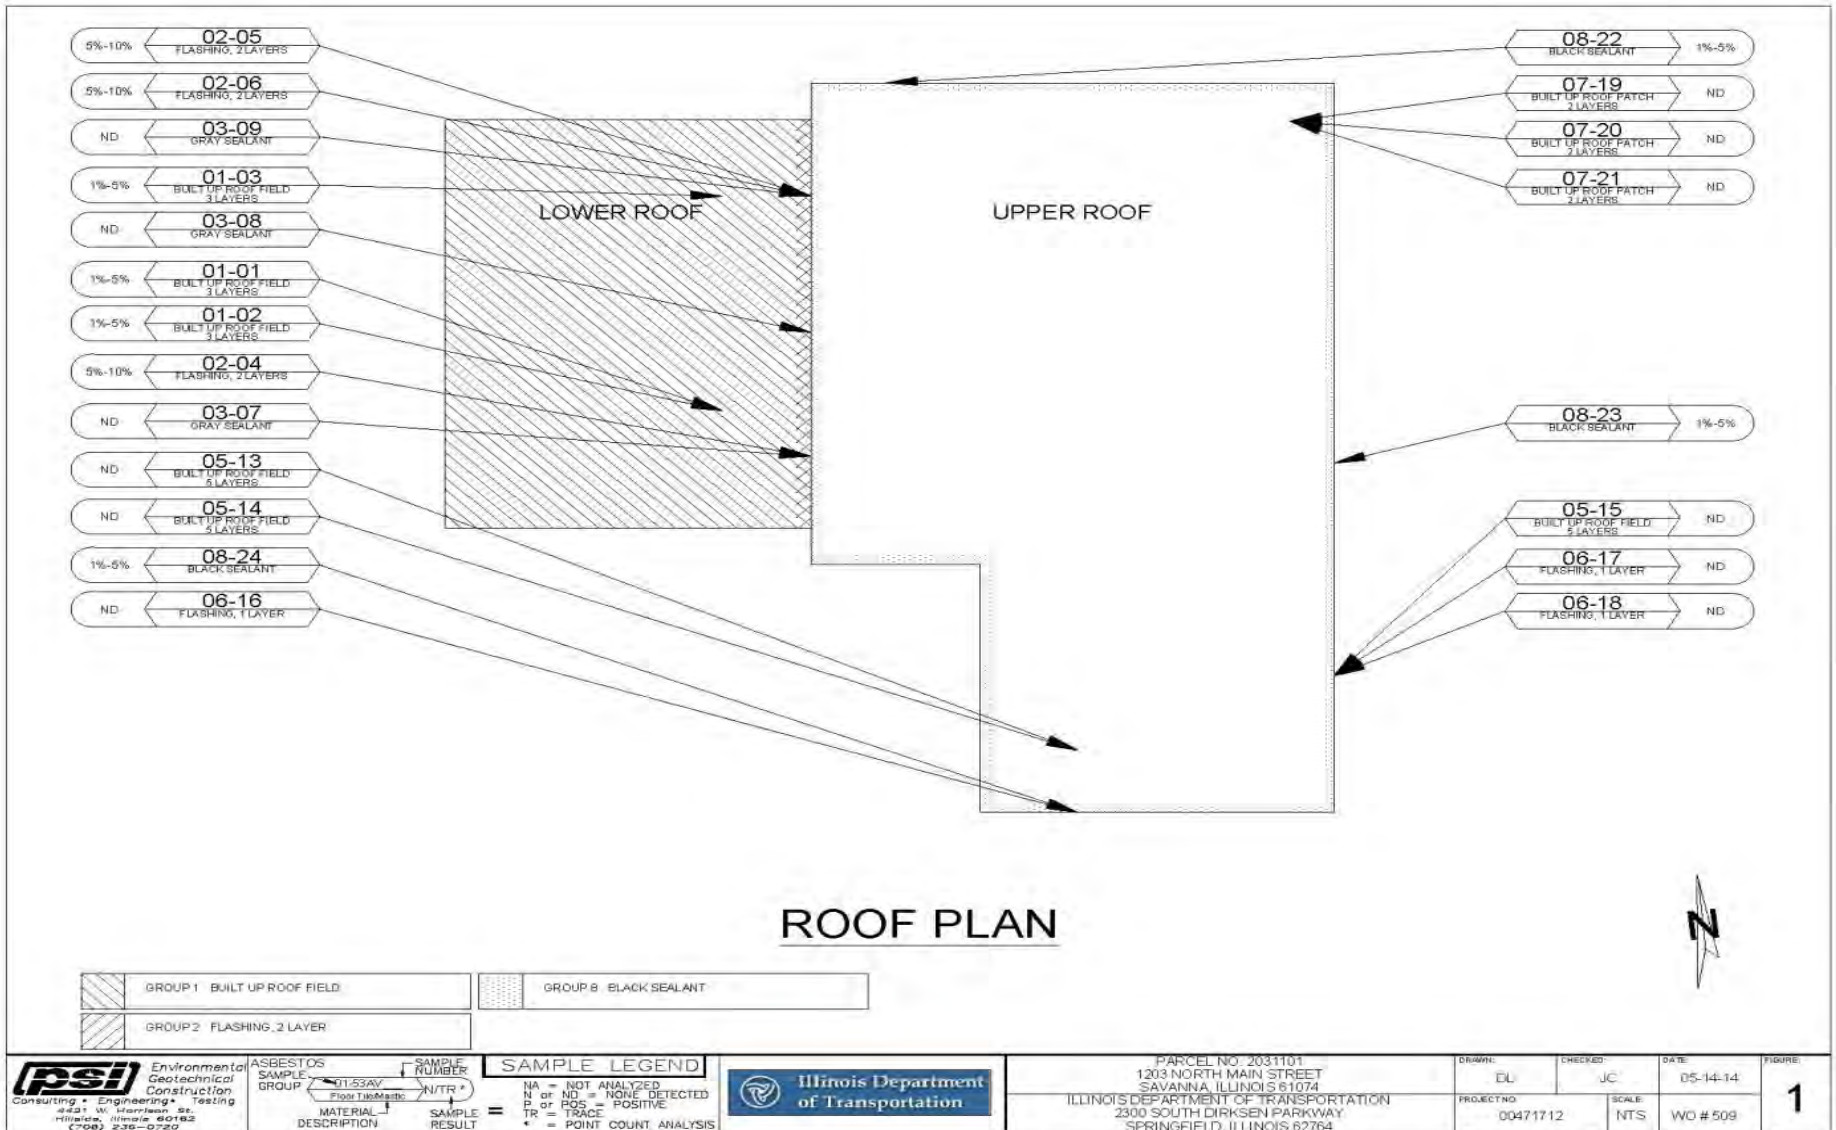 5%-10% 02-05
FLASHING, 2 LAYERS
5%-10% 02-06
FLASHING, 2 LAYERS
ND 03-09
GRAY SEALANT
1%-5% 01-03
BUILT UP ROOF FIELD
3 LAYERS
ND 03-08
GRAY SEALANT
1%-5% 01-01
BUILT UP ROOF FIELD
3 LAYERS
1%-5% 01-02
BUILT UP ROOF FIELD
3 LAYERS
5%-10% 02-04
FLASHING, 2 LAYERS
ND 03-07
GRAY SEALANT
ND 05-13
BUILT UP ROOF FIELD
5 LAYERS
ND 05-14
BUILT UP ROOF FIELD
5 LAYERS
1%-5% 08-24
BLACK SEALANT
ND 06-16
FLASHING, 1 LAYER
LOWER ROOF
UPPER ROOF
08-22 1%-5%
BLACK SEALANT
07-19 ND
BUILT UP ROOF PATCH
2 LAYERS
07-20 ND
BUILT UP ROOF PATCH
2 LAYERS
07-21 ND
BUILT UP ROOF PATCH
2 LAYERS
08-23 1%-5%
BLACK SEALANT
05-15 ND
BUILT UP ROOF FIELD
5 LAYERS
06-17 ND
FLASHING, 1 LAYER
06-18 ND
FLASHING, 1 LAYER
ROOF PLAN
N
GROUP 1 BUILT UP ROOF FIELD
GROUP 8 BLACK SEALANT
GROUP 2 FLASHING, 2 LAYER
psi Environmental
Geotechnical
Construction
Consulting • Engineering • Testing
4421 W. Harrison St.
Hillside, Illinois 60162
(708) 236-0720
ASBESTOS
SAMPLE
GROUP
SAMPLE
NUMBER
01-53AV
Floor Tile/Mastic
N/TR *
MATERIAL
DESCRIPTION
SAMPLE
RESULT
SAMPLE LEGEND
NA = NOT ANALYZED
N or ND = NONE DETECTED
P or POS = POSITIVE
TR = TRACE
* = POINT COUNT ANALYSIS
=
Illinois Department
of Transportation
PARCEL NO. 2031101
1203 NORTH MAIN STREET
SAVANNA, ILLINOIS 61074
ILLINOIS DEPARTMENT OF TRANSPORTATION
2300 SOUTH DIRKSEN PARKWAY
SPRINGFIELD, ILLINOIS 62764
DRAWN: DL
CHECKED: JC
DATE: 05-14-14
PROJECT NO. 00471712
SCALE: NTS
WO # 509
FIGURE:
1